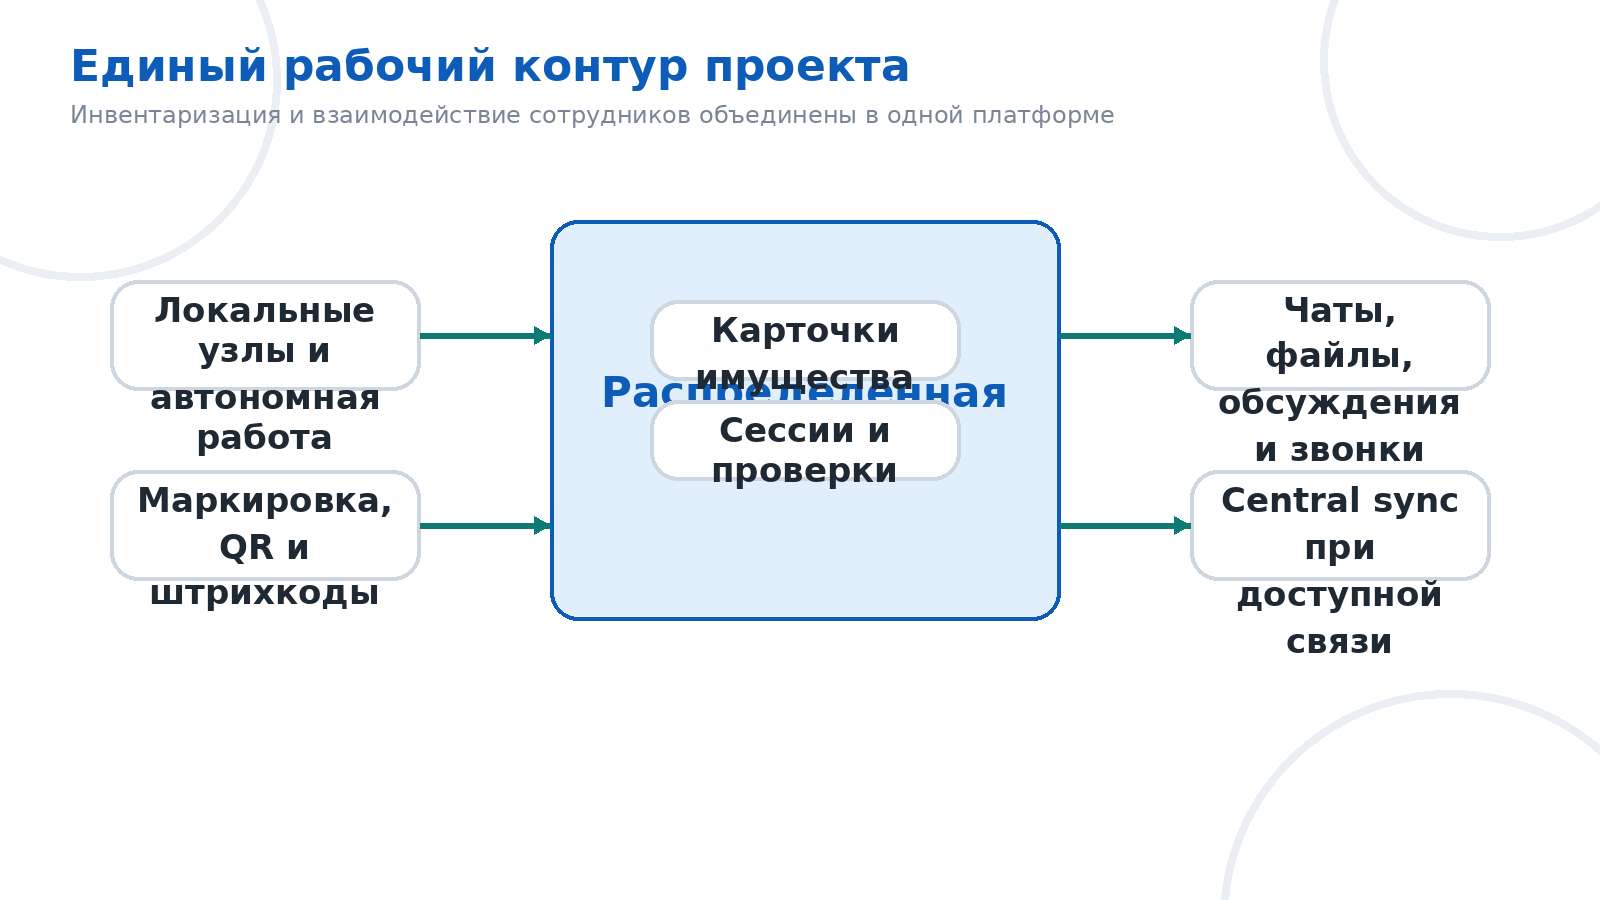 Единый рабочий контур проекта
Инвентаризация и взаимодействие сотрудников объединены в одной платформе
Локальные
узлы и
автономная
работа
Маркировка,
QR и
штрихкоды
Карточки
имущества
Распределенная
Сессии и
проверки
Чаты,
файлы,
обсуждения
и звонки
Central sync
при
доступной
связи